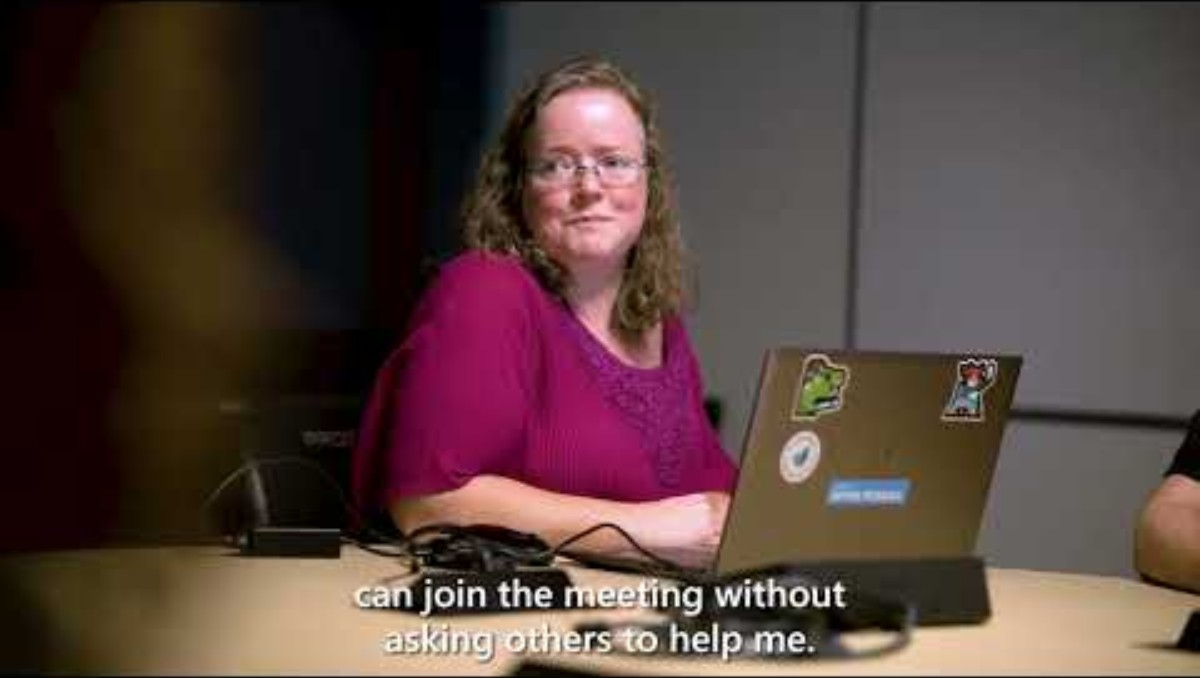 can join the meeting without
asking others to help me.